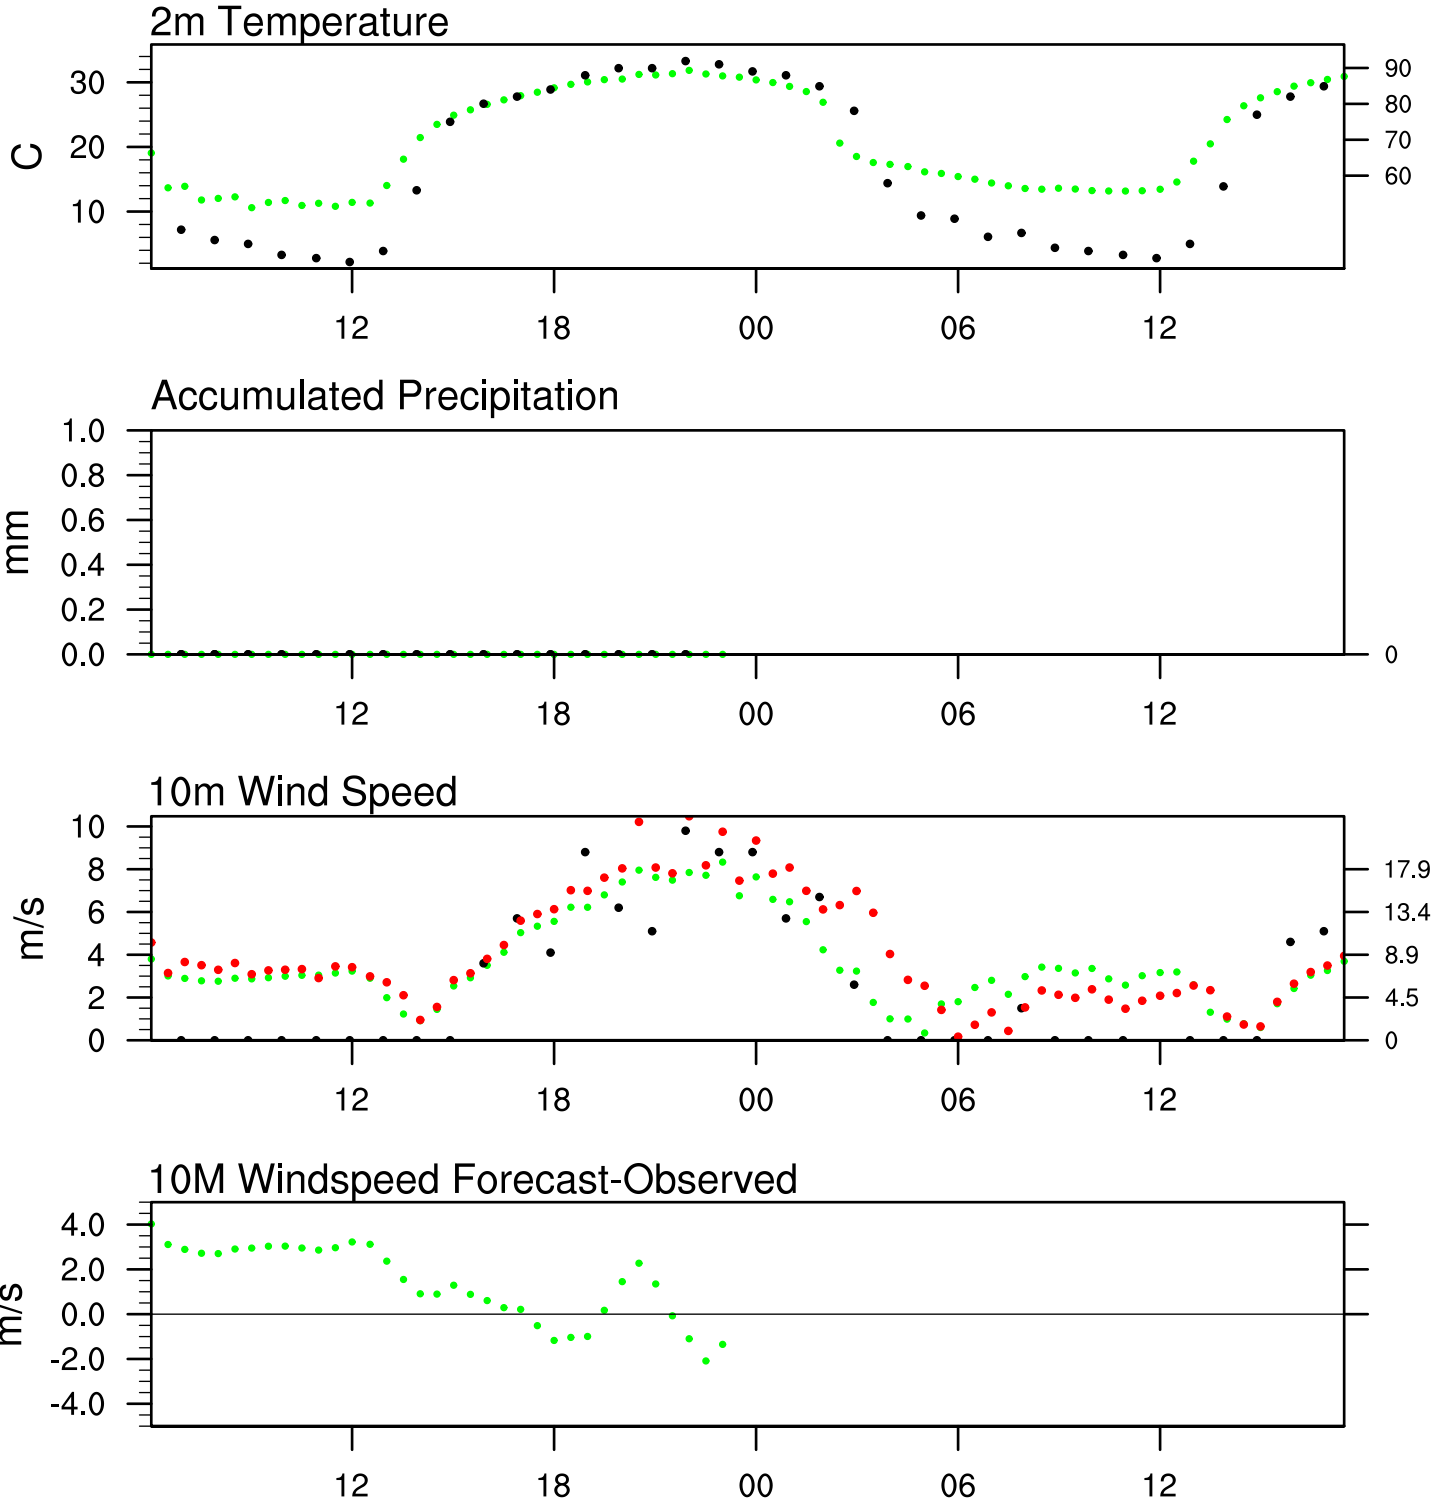 2m Temperature
C
30
20
10
90
80
70
60
12 18 00 06 12
Accumulated Precipitation
mm
1.0
0.8
0.6
0.4
0.2
0.0
0
12 18 00 06 12
10m Wind Speed
m/s
10
8
6
4
2
0
17.9
13.4
8.9
4.5
0
12 18 00 06 12
10M Windspeed Forecast-Observed
m/s
4.0
2.0
0.0
-2.0
-4.0
12 18 00 06 12